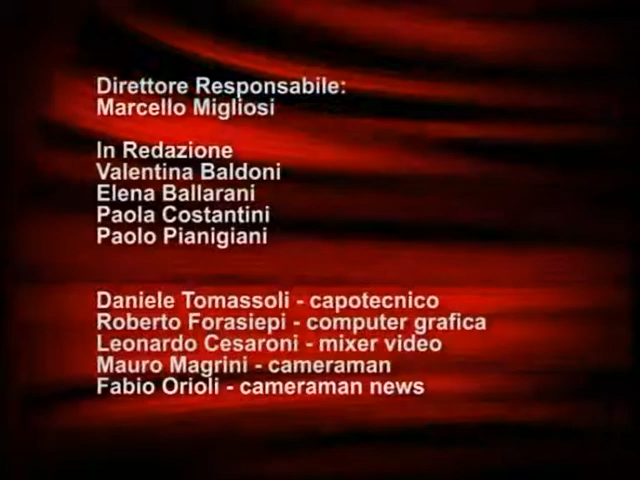 Direttore Responsabile:
Marcello Migliosi
In Redazione
Valentina Baldoni
Elena Ballarani
Paola Costantini
Paolo Pianigiani
Daniele Tomassoli - capotecnico
Roberto Forasiepi - computer grafica
Leonardo Cesaroni - mixer video
Mauro Magrini - cameraman
Fabio Orioli - cameraman news